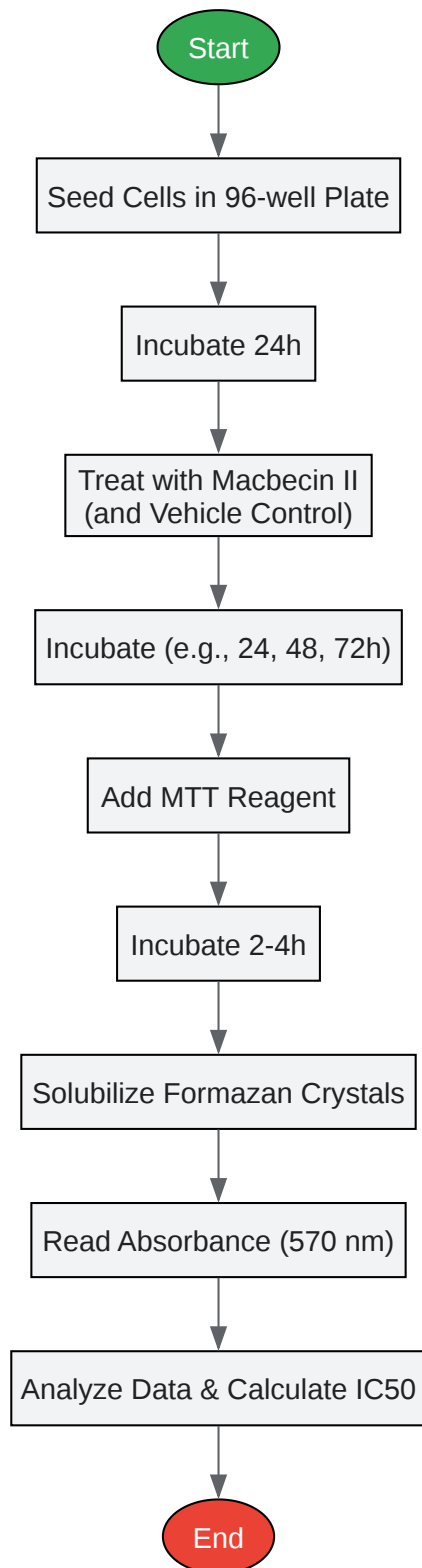 Start
Seed Cells in 96-well Plate
Incubate 24h
Treat with Macbecin II
(and Vehicle Control)
Incubate (e.g., 24, 48, 72h)
Add MTT Reagent
Incubate 2-4h
Solubilize Formazan Crystals
Read Absorbance (570 nm)
Analyze Data & Calculate IC50
End